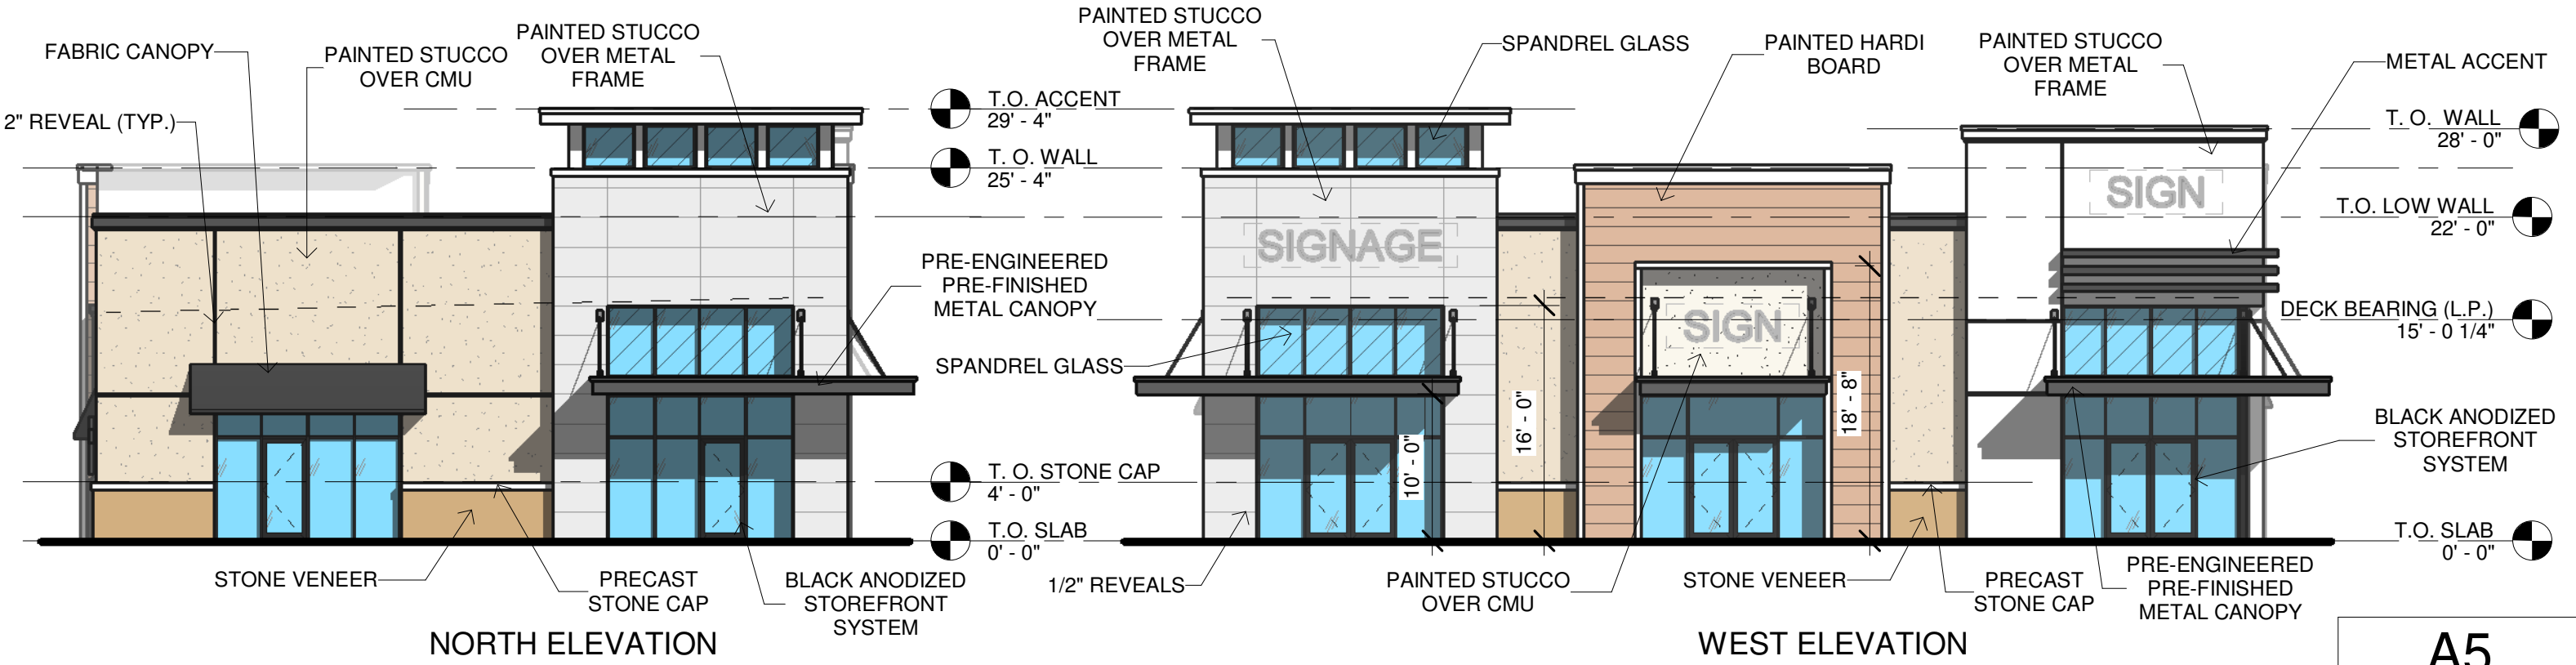 FABRIC CANOPY
PAINTED STUCCO
OVER CMU
PAINTED STUCCO
OVER METAL
FRAME
2" REVEAL (TYP.)
T.O. ACCENT
29' - 4"
T. O. WALL
25' - 4"
PRE-ENGINEERED
PRE-FINISHED
METAL CANOPY
SPANDREL GLASS
T. O. STONE CAP
4' - 0"
T.O. SLAB
0' - 0"
STONE VENEER
PRECAST
STONE CAP
BLACK ANODIZED
STOREFRONT
SYSTEM
NORTH ELEVATION
PAINTED STUCCO
OVER METAL
FRAME
SPANDREL GLASS
PAINTED HARDI
BOARD
PAINTED STUCCO
OVER METAL
FRAME
METAL ACCENT
T. O. WALL
28' - 0"
SIGNAGE
SIGN
SIGN
T.O. LOW WALL
22' - 0"
DECK BEARING (L.P.)
15' - 0 1/4"
10' - 0"
16' - 0"
18' - 8"
BLACK ANODIZED
STOREFRONT
SYSTEM
T.O. SLAB
0' - 0"
1/2" REVEALS
PAINTED STUCCO
OVER CMU
STONE VENEER
PRECAST
STONE CAP
PRE-ENGINEERED
PRE-FINISHED
METAL CANOPY
WEST ELEVATION
A5